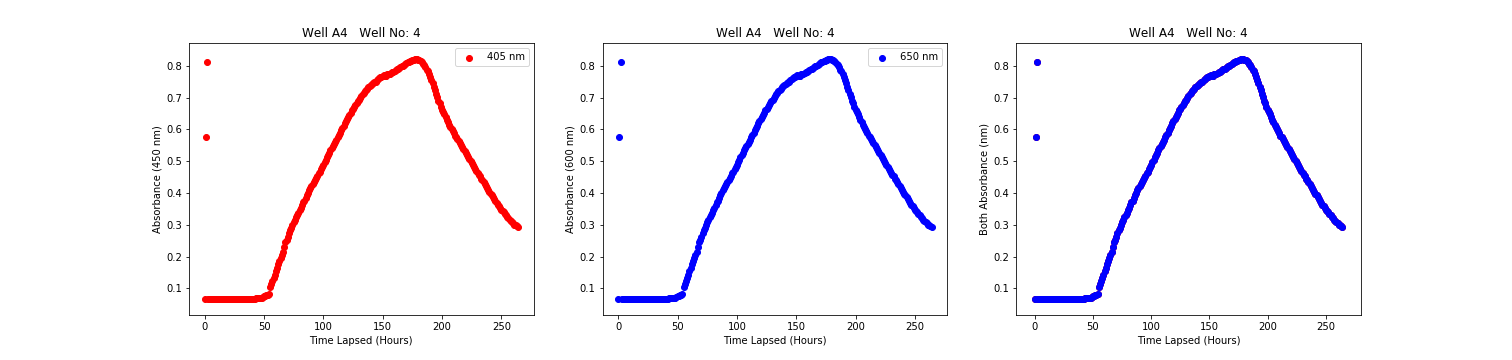 Well A4   Well No: 4
405 nm
Absorbance (450 nm)
0.8
0.7
0.6
0.5
0.4
0.3
0.2
0.1
0 50 100 150 200 250
Time Lapsed (Hours)
Well A4   Well No: 4
650 nm
Absorbance (600 nm)
0.8
0.7
0.6
0.5
0.4
0.3
0.2
0.1
0 50 100 150 200 250
Time Lapsed (Hours)
Well A4   Well No: 4
Both Absorbance (nm)
0.8
0.7
0.6
0.5
0.4
0.3
0.2
0.1
0 50 100 150 200 250
Time Lapsed (Hours)